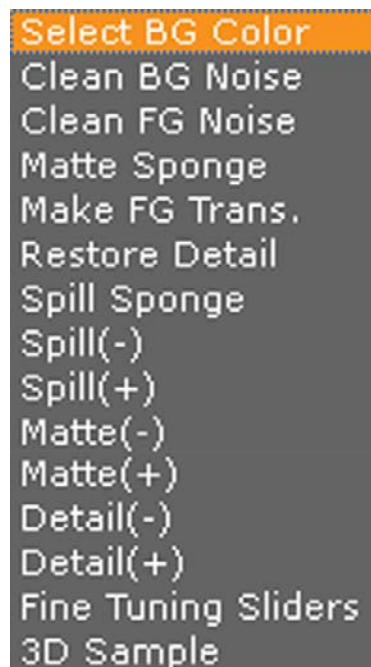 Select BG Color
Clean BG Noise
Clean FG Noise
Matte Sponge
Make FG Trans.
Restore Detail
Spill Sponge
Spill(-)
Spill(+)
Matte(-)
Matte(+)
Detail(-)
Detail(+)
Fine Tuning Sliders
3D Sample